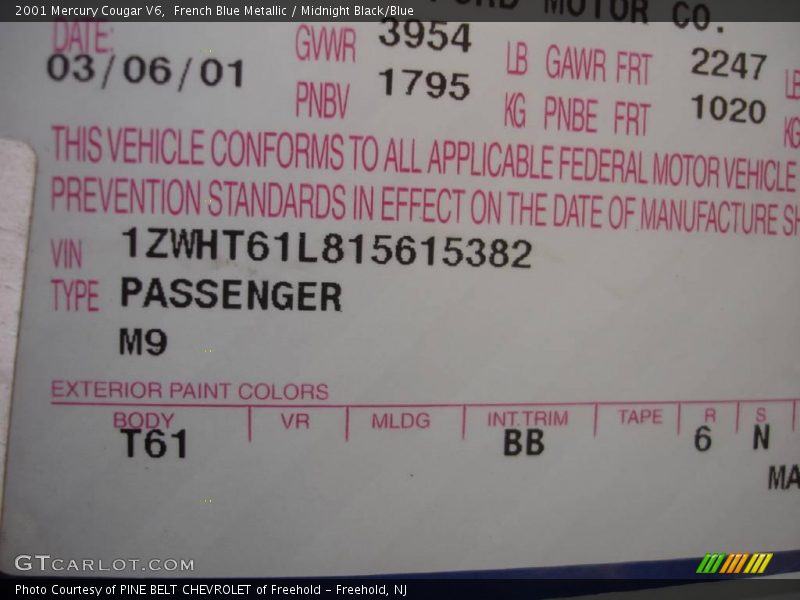 2001 Mercury Cougar V6,  French Blue Metallic / Midnight Black/Blue
FORD MOTOR CO.
DATE: GVWR 3954 LB GAWR FRT 2247 LB
03/06/01 PNBV 1795 KG PNBE FRT 1020 KG
THIS VEHICLE CONFORMS TO ALL APPLICABLE FEDERAL MOTOR VEHICLE
PREVENTION STANDARDS IN EFFECT ON THE DATE OF MANUFACTURE SH
VIN 1ZWHT61L815615382
TYPE PASSENGER
M9
EXTERIOR PAINT COLORS
BODY VR MLDG INT.TRIM TAPE R S
T61 BB 6 N
MA
GTCARLOT.COM
Photo Courtesy of PINE BELT CHEVROLET of Freehold – Freehold, NJ